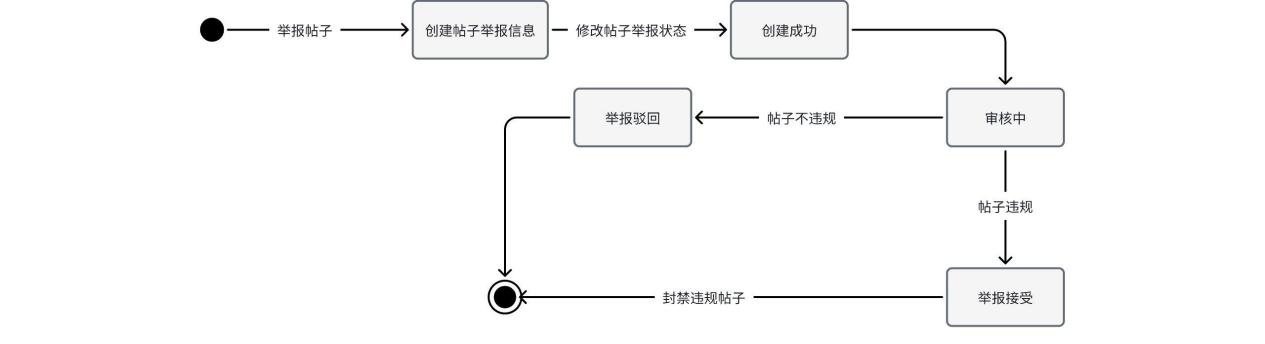 举报帖子
创建帖子举报信息
修改帖子举报状态
创建成功
举报驳回
帖子不违规
审核中
帖子违规
封禁违规帖子
举报接受